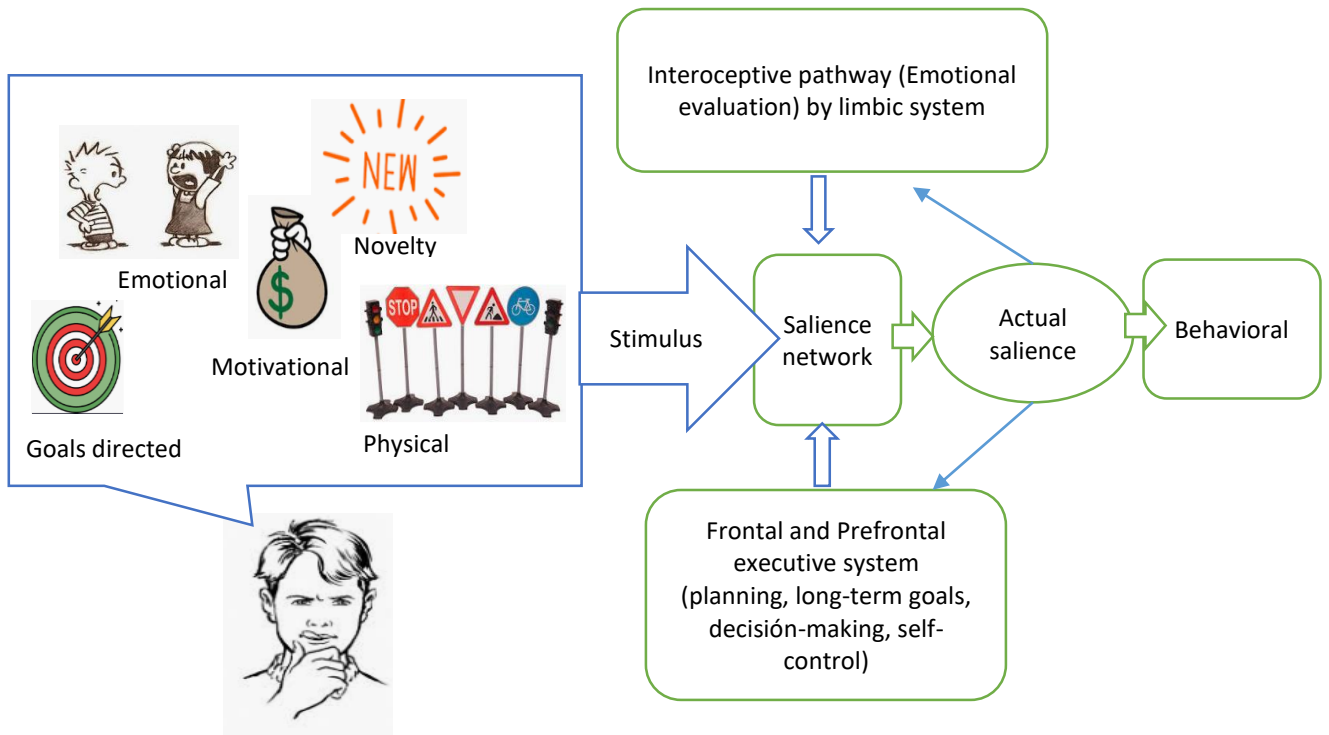 Interoceptive pathway (Emotional
evaluation) by limbic system
NEW
Novelty
Emotional
$
STOP
Motivational
Physical
Goals directed
Stimulus
Salience
network
Actual
salience
Behavioral
Frontal and Prefrontal
executive system
(planning, long-term goals,
decisión-making, self-
control)